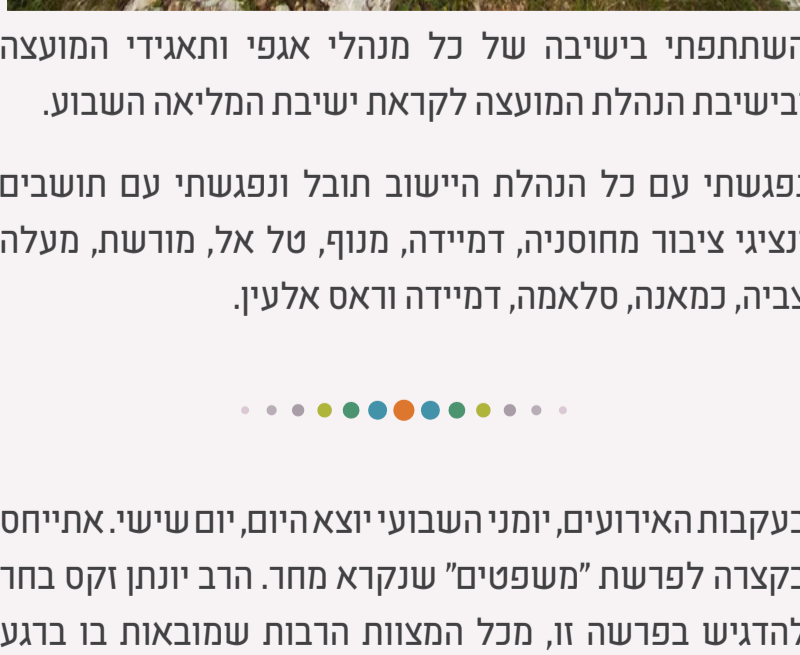 השתתפתי בישיבה של כל מנהלי אגפי ותאגידי המועצה
ובישיבת הנהלת המועצה לקראת ישיבת המליאה השבוע.
נפגשתי עם כל הנהלת היישוב תובל ונפגשתי עם תושבים
ונציגי ציבור מחוסניה, דמיידה, מנוף, טל אל, מורשת, מעלה
צביה, כמאנה, סלאמה, דמיידה וראס אלעין.
בעקבות האירועים, יומני השבועי יוצא היום, יום שישי. אתייחס
בקצרה לפרשת "משפטים" שנקרא מחר. הרב יונתן זקס בחר
להדגיש בפרשה זו, מכל המצוות הרבות שמובאות בו ברגע